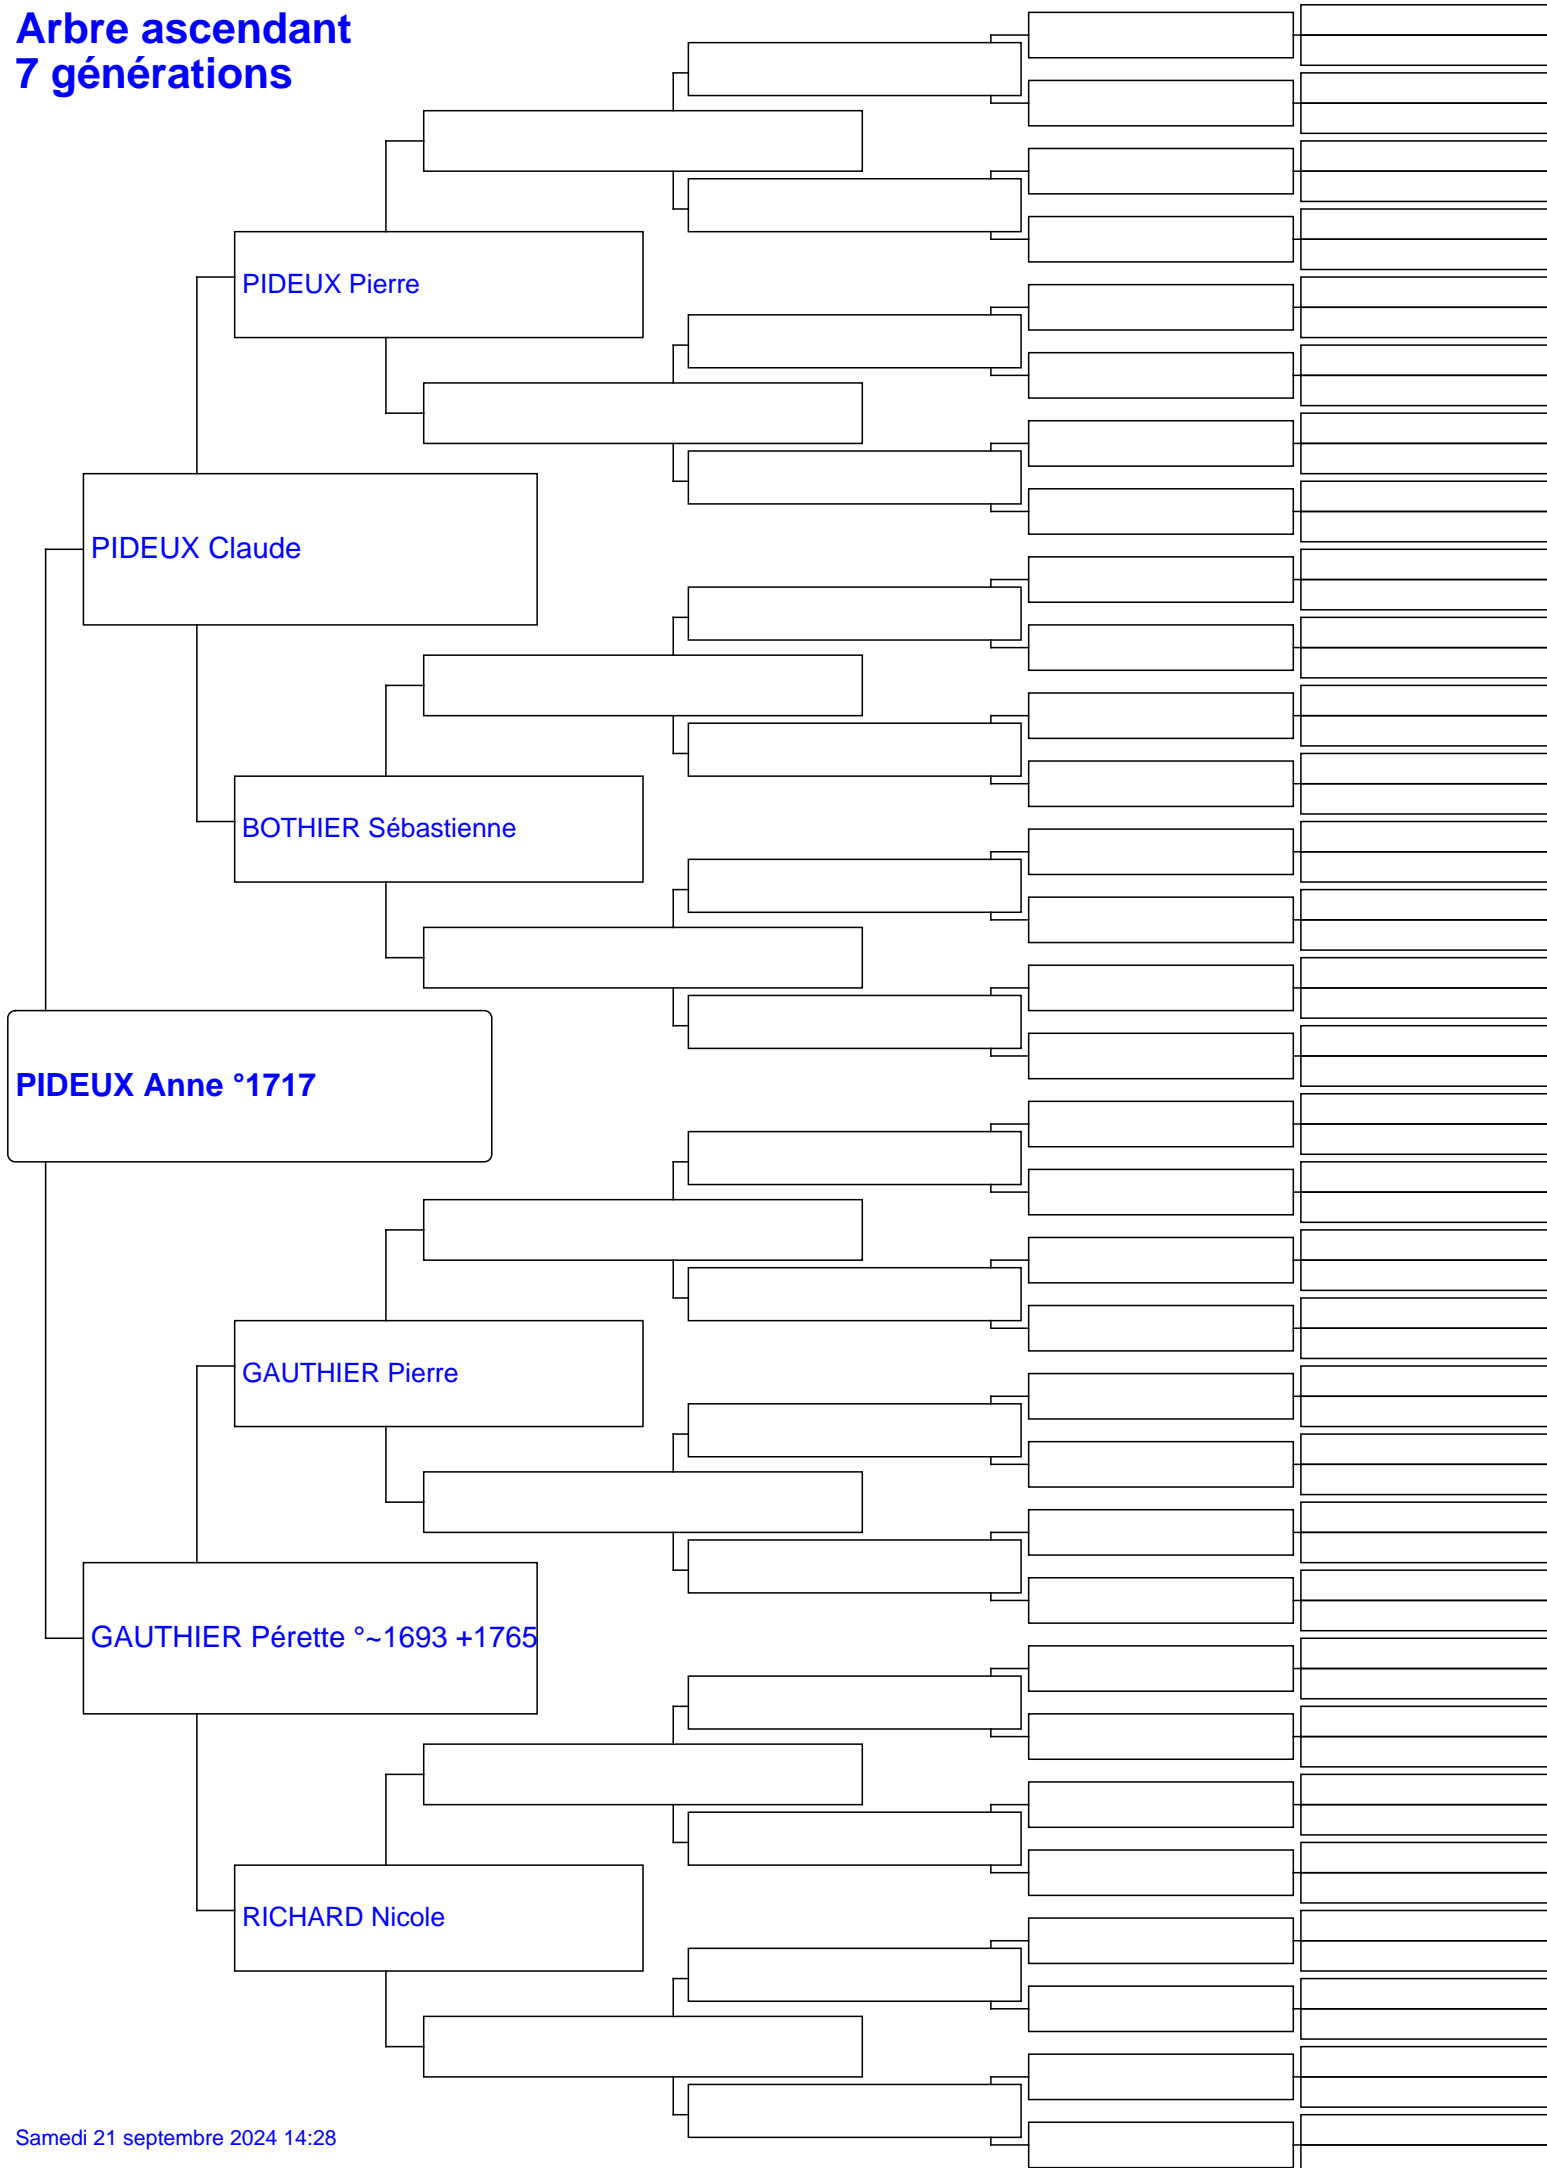 Arbre ascendant
7 générations
PIDEUX Pierre
PIDEUX Claude
BOTHIER Sébastienne
PIDEUX Anne °1717
GAUTHIER Pierre
GAUTHIER Pérette °~1693 +1765
RICHARD Nicole
Samedi 21 septembre 2024 14:28